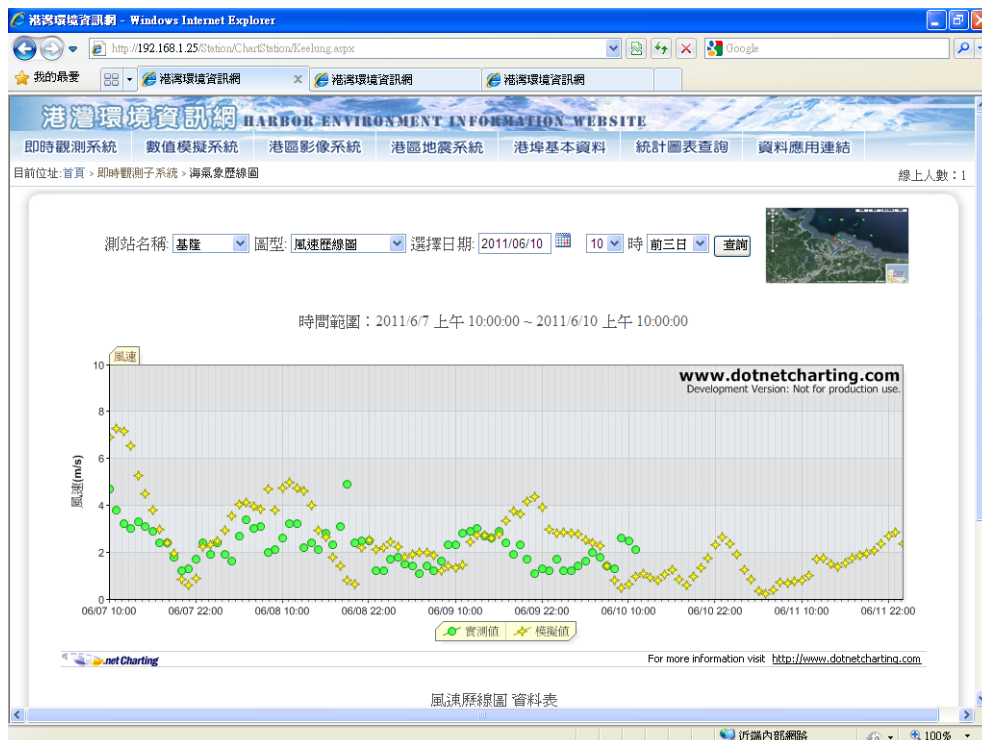 港灣環境資訊網 - Windows Internet Explorer
http://192.168.1.25/Station/ChartStation/Keelung.aspx
Google
我的最愛
港灣環境資訊網
港灣環境資訊網
港灣環境資訊網
港灣環境資訊網 HARBOR ENVIRONMENT INFORMATION WEBSITE
即時觀測系統 數值模擬系統 港區影像系統 港區地震系統 港埠基本資料 統計圖表查詢 資料應用連結
目前位址:首頁 > 即時觀測子系統 > 海氣象歷線圖 線上人數:1
測站名稱: 基隆 圖型: 風速歷線圖 選擇日期: 2011/06/10 10 時 前三日 查詢
時間範圍:2011/6/7 上午 10:00:00 ~ 2011/6/10 上午 10:00:00
風速
www.dotnetcharting.com
Development Version: Not for production use.
風速(m/s)
10
8
6
4
2
0
06/07 10:00 06/07 22:00 06/08 10:00 06/08 22:00 06/09 10:00 06/09 22:00 06/10 10:00 06/10 22:00 06/11 10:00 06/11 22:00
實測值 模擬值
.net Charting
For more information visit http://www.dotnetcharting.com
風速歷線圖 資料表
近端內部網路 100%